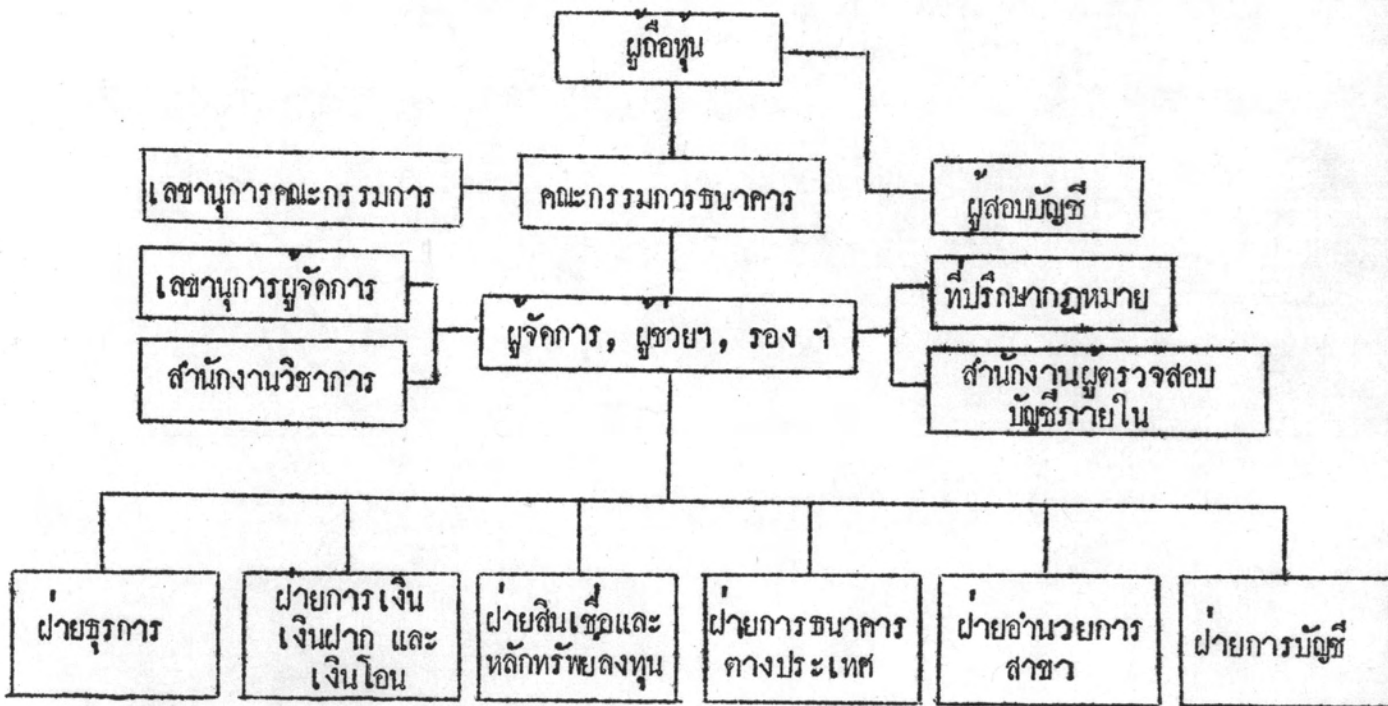 ผู้ถือหุ้น
เลขานุการคณะกรรมการ
คณะกรรมการธนาคาร
ผู้สอบบัญชี
เลขานุการผู้จัดการ
ที่ปรึกษากฎหมาย
ผู้จัดการ, ผู้ช่วยฯ, รอง ฯ
สำนักงานวิชาการ
สำนักงานผู้ตรวจสอบ
บัญชีภายใน
ฝ่ายธุรการ
ฝ่ายการเงิน
เงินฝาก และ
เงินโอน
ฝ่ายสินเชื่อและ
หลักทรัพย์ลงทุน
ฝ่ายการธนาคาร
ต่างประเทศ
ฝ่ายอำนวยการ
สาขา
ฝ่ายการบัญชี